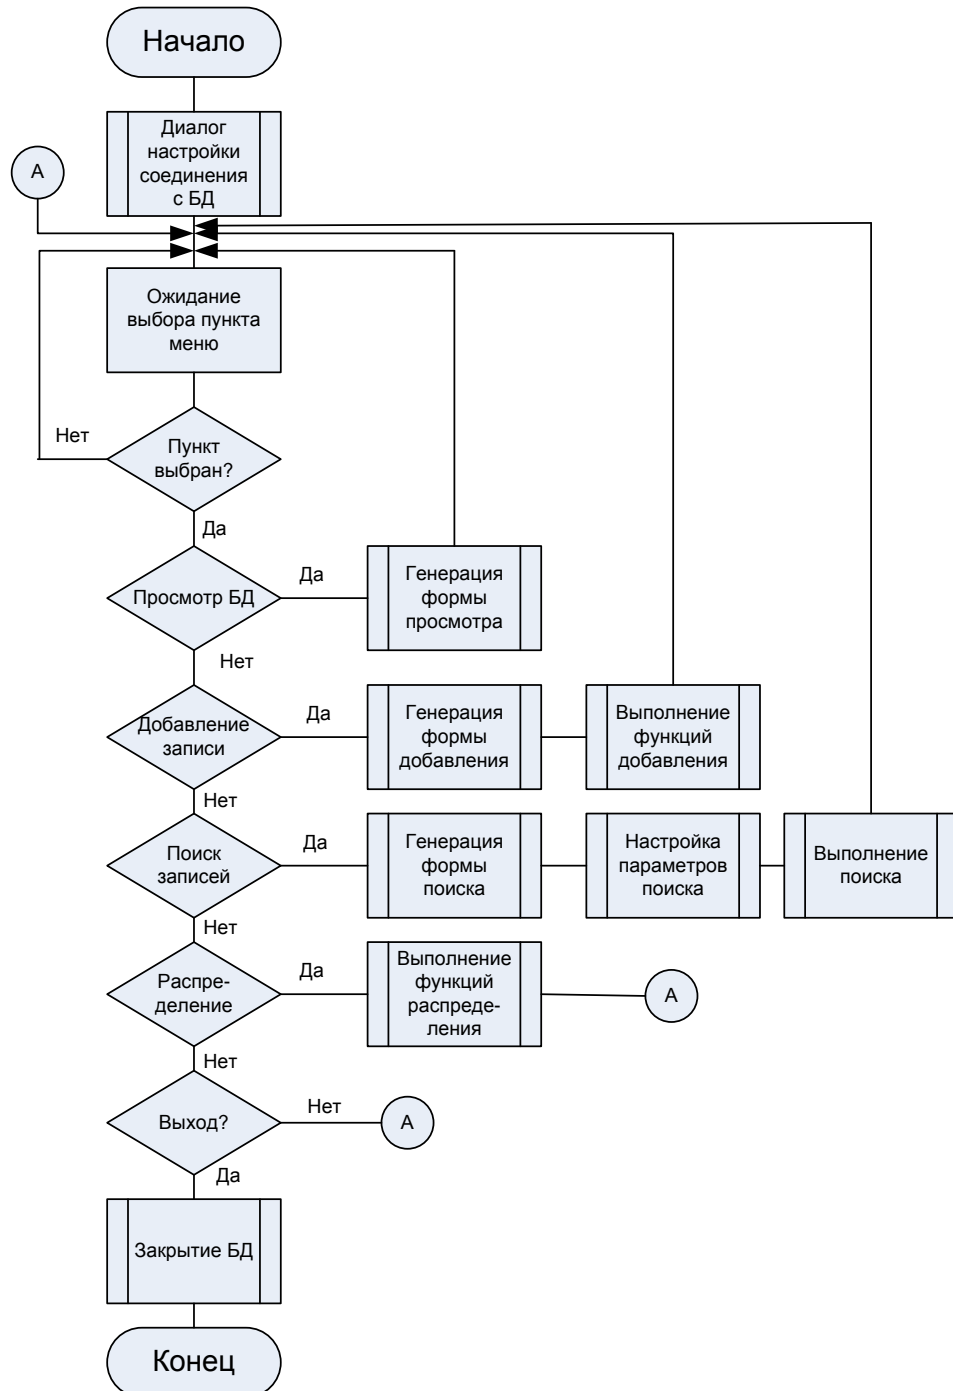 Начало
Диалог
настройки
соединения
с БД
А
Ожидание
выбора пункта
меню
Нет
Пункт
выбран?
Да
Просмотр БД
Да
Генерация
формы
просмотра
Нет
Добавление
записи
Да
Генерация
формы
добавления
Выполнение
функций
добавления
Нет
Поиск
записей
Да
Генерация
формы
поиска
Настройка
параметров
поиска
Выполнение
поиска
Нет
Распре-
деление
Да
Выполнение
функций
распреде-
ления
А
Нет
Выход?
Нет
А
Да
Закрытие БД
Конец